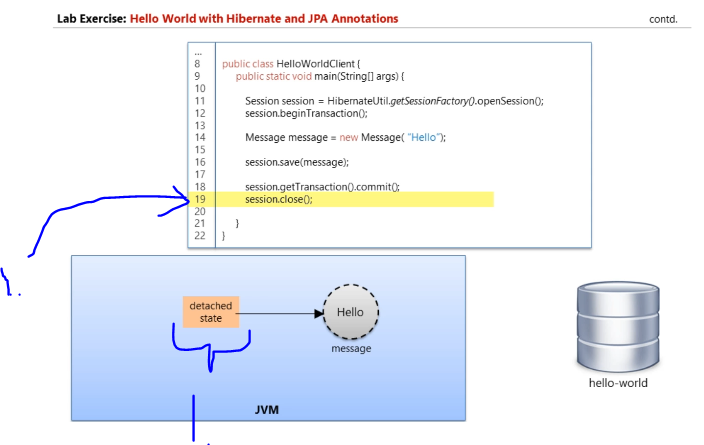 Lab Exercise: Hello World with Hibernate and JPA Annotations
contd.
...
8 public class HelloWorldClient {
9 public static void main(String[] args) {
10
11 Session session = HibernateUtil.getSessionFactory().openSession();
12 session.beginTransaction();
13
14 Message message = new Message( "Hello");
15
16 session.save(message);
17
18 session.getTransaction().commit();
19 session.close();
20
21 }
22 }
detached
state
Hello
message
hello-world
JVM